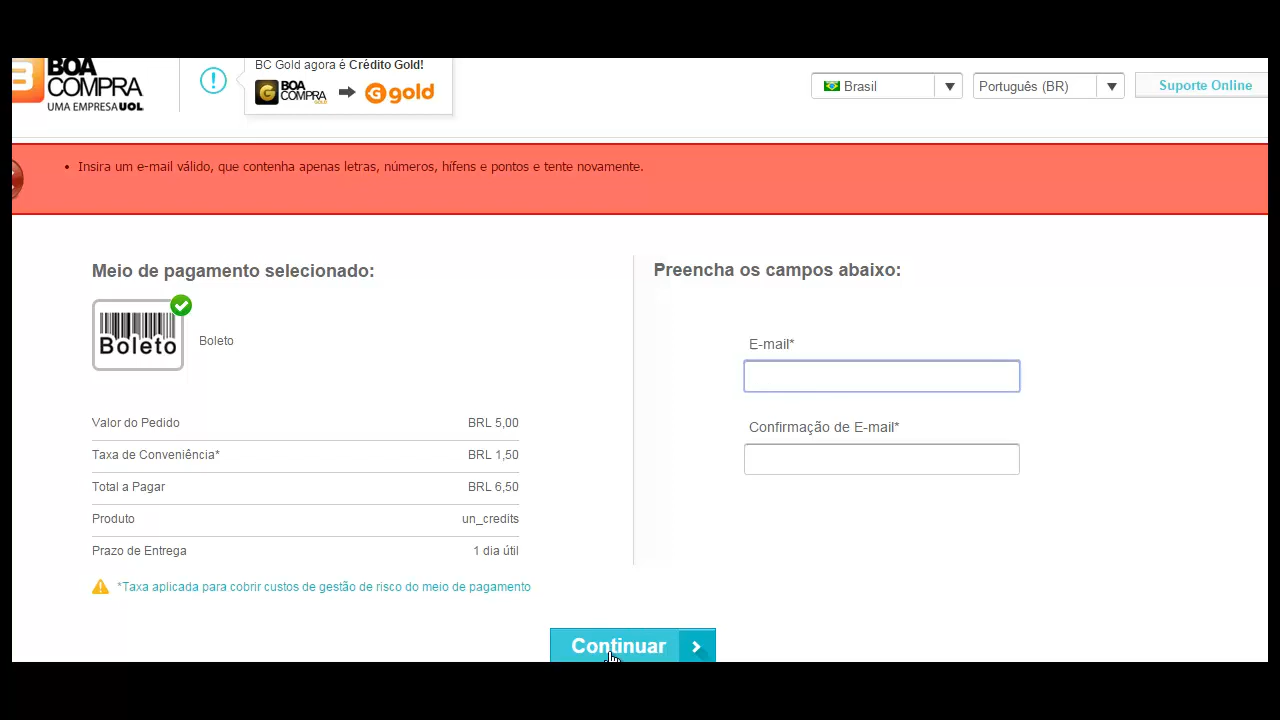 BOA
COMPRA
UMA EMPRESA UOL
BC Gold agora é Crédito Gold!
BOA
COMPRA
GOLD
gold
Brasil
Português (BR)
Suporte Online
Insira um e-mail válido, que contenha apenas letras, números, hífens e pontos e tente novamente.
Meio de pagamento selecionado:
Boleto
Boleto
Valor do Pedido BRL 5,00
Taxa de Conveniência* BRL 1,50
Total a Pagar BRL 6,50
Produto un_credits
Prazo de Entrega 1 dia útil
*Taxa aplicada para cobrir custos de gestão de risco do meio de pagamento
Preencha os campos abaixo:
E-mail*
Confirmação de E-mail*
Continuar